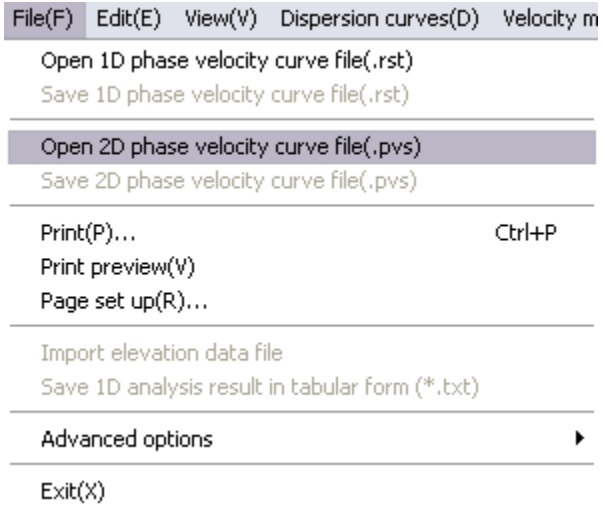 File(F) Edit(E) View(V) Dispersion curves(D) Velocity m
Open 1D phase velocity curve file(.rst)
Save 1D phase velocity curve file(.rst)
Open 2D phase velocity curve file(.pvs)
Save 2D phase velocity curve file(.pvs)
Print(P)... Ctrl+P
Print preview(V)
Page set up(R)...
Import elevation data file
Save 1D analysis result in tabular form (*.txt)
Advanced options
Exit(X)